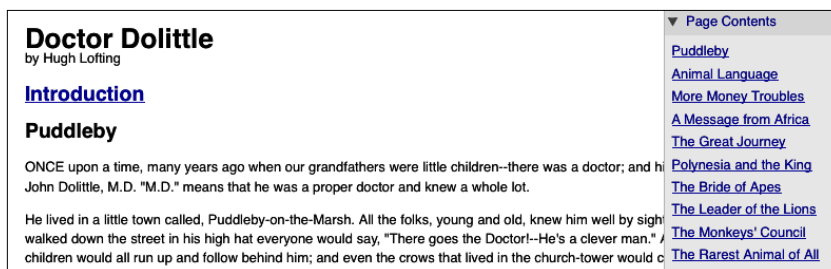 Doctor Dolittle
by Hugh Lofting
Introduction
Puddleby
ONCE upon a time, many years ago when our grandfathers were little children--there was a doctor; and hi
John Dolittle, M.D. "M.D." means that he was a proper doctor and knew a whole lot.
He lived in a little town called, Puddleby-on-the-Marsh. All the folks, young and old, knew him well by sigh
walked down the street in his high hat everyone would say, "There goes the Doctor!--He's a clever man."
children would all run up and follow behind him; and even the crows that lived in the church-tower would c
▼ Page Contents
Puddleby
Animal Language
More Money Troubles
A Message from Africa
The Great Journey
Polynesia and the King
The Bride of Apes
The Leader of the Lions
The Monkeys' Council
The Rarest Animal of All